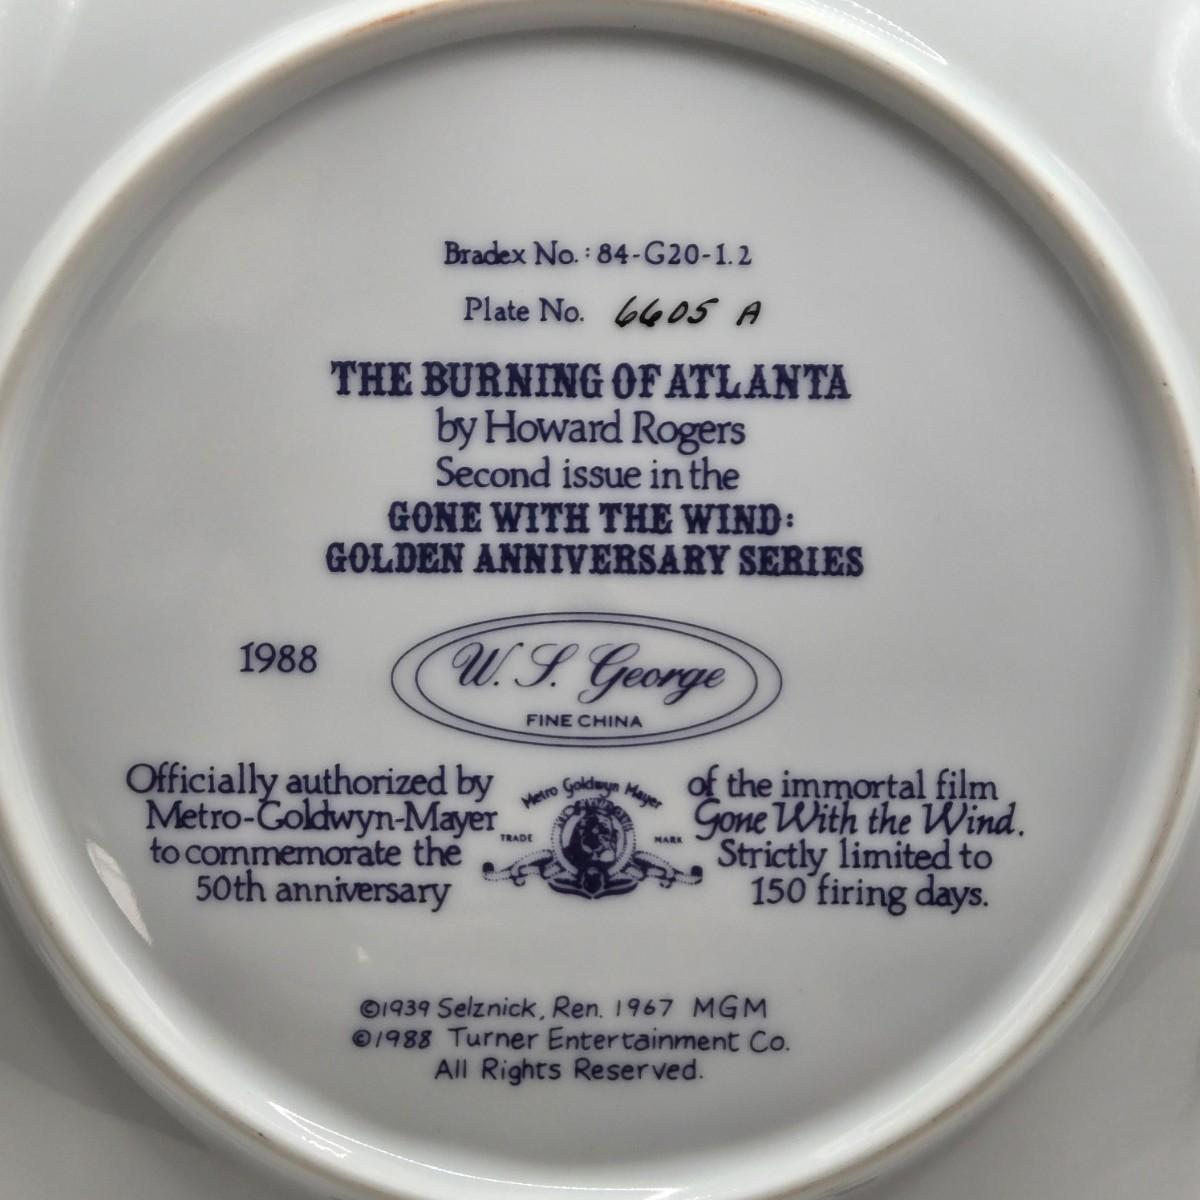 Bradex No.: 84-G20-1.2
Plate No. 6605 A
THE BURNING OF ATLANTA
by Howard Rogers
Second issue in the
GONE WITH THE WIND:
GOLDEN ANNIVERSARY SERIES
1988
W. S. George
FINE CHINA
Officially authorized by
Metro-Goldwyn-Mayer
to commemorate the
50th anniversary
Metro Goldwyn Mayer
TRADE MARK
of the immortal film
Gone With the Wind.
Strictly limited to
150 firing days.
©1939 Selznick, Ren. 1967 MGM
©1988 Turner Entertainment Co.
All Rights Reserved.